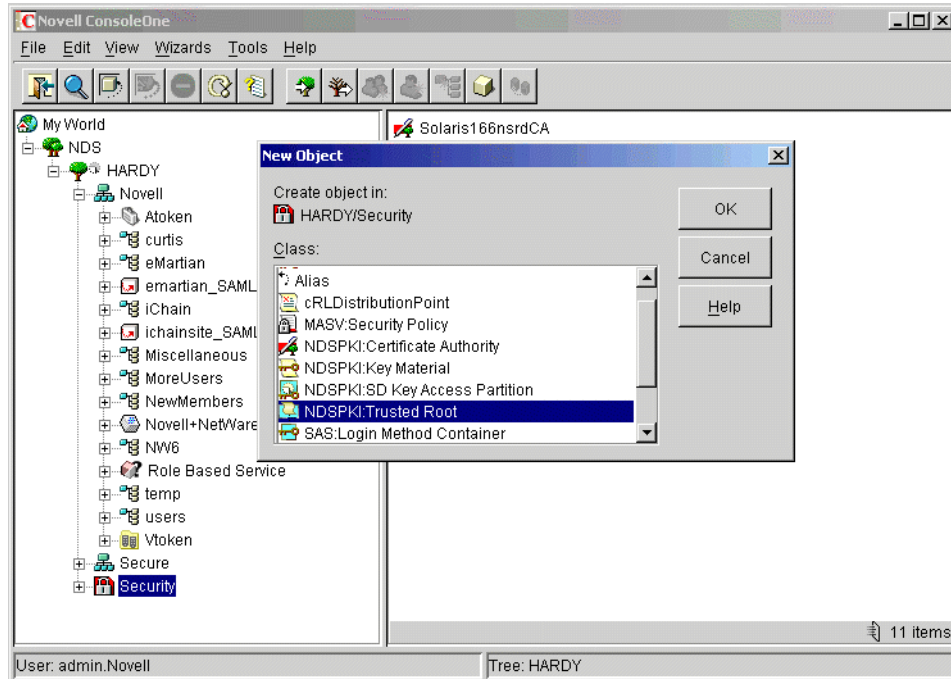 Novell ConsoleOne
File Edit View Wizards Tools Help
My World
NDS
HARDY
Novell
Atoken
curtis
eMartian
emartian_SAML
iChain
ichainsite_SAML
Miscellaneous
MoreUsers
NewMembers
Novell+NetWare
NW6
Role Based Service
temp
users
Vtoken
Secure
Security
Solaris166nsrdCA
New Object
Create object in:
HARDY/Security
Class:
Alias
cRLDistributionPoint
MASV:Security Policy
NDSPKI:Certificate Authority
NDSPKI:Key Material
NDSPKI:SD Key Access Partition
NDSPKI:Trusted Root
SAS:Login Method Container
OK
Cancel
Help
11 items
User: admin.Novell
Tree: HARDY